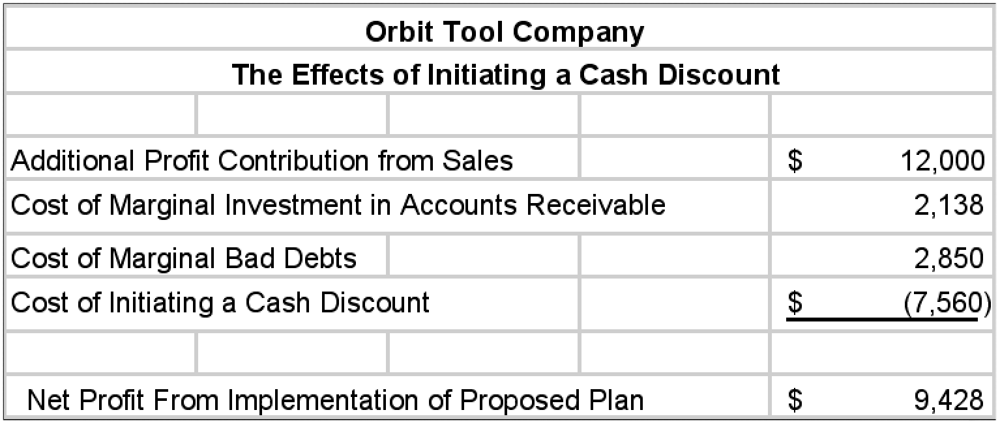 Orbit Tool Company
The Effects of Initiating a Cash Discount
Additional Profit Contribution from Sales $ 12,000
Cost of Marginal Investment in Accounts Receivable 2,138
Cost of Marginal Bad Debts 2,850
Cost of Initiating a Cash Discount $ (7,560)
Net Profit From Implementation of Proposed Plan $ 9,428